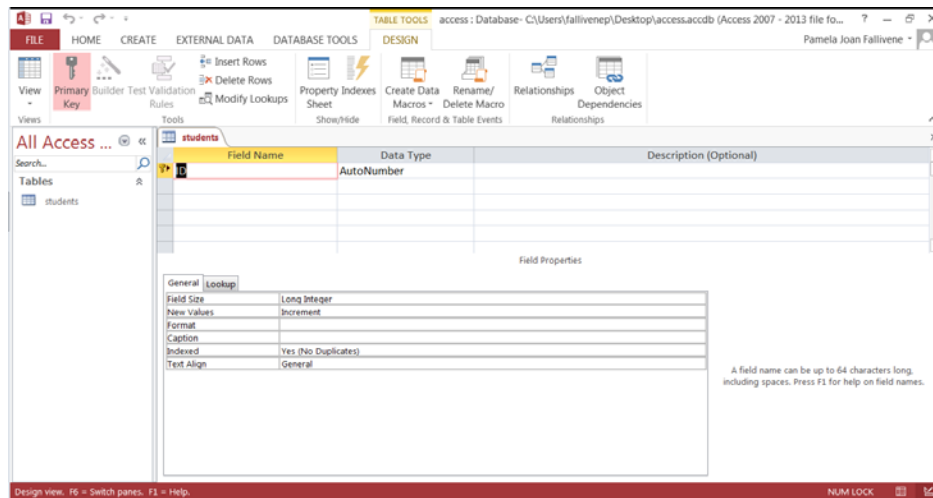 TABLE TOOLS access : Database- C:\Users\fallivenep\Desktop\access.accdb (Access 2007 - 2013 file fo... ?
FILE HOME CREATE EXTERNAL DATA DATABASE TOOLS DESIGN Pamela Joan Fallivene
View
Primary Key
Builder
Test Validation Rules
Insert Rows
Delete Rows
Modify Lookups
Property Sheet
Indexes
Create Data Macros
Rename/ Delete Macro
Relationships
Object Dependencies
Views Tools Show/Hide Field, Record & Table Events Relationships
All Access ... «
Search...
Tables
students
students
Field Name Data Type Description (Optional)
ID AutoNumber
Field Properties
General Lookup
Field Size Long Integer
New Values Increment
Format
Caption
Indexed Yes (No Duplicates)
Text Align General
A field name can be up to 64 characters long,
including spaces. Press F1 for help on field names.
Design view. F6 = Switch panes. F1 = Help. NUM LOCK